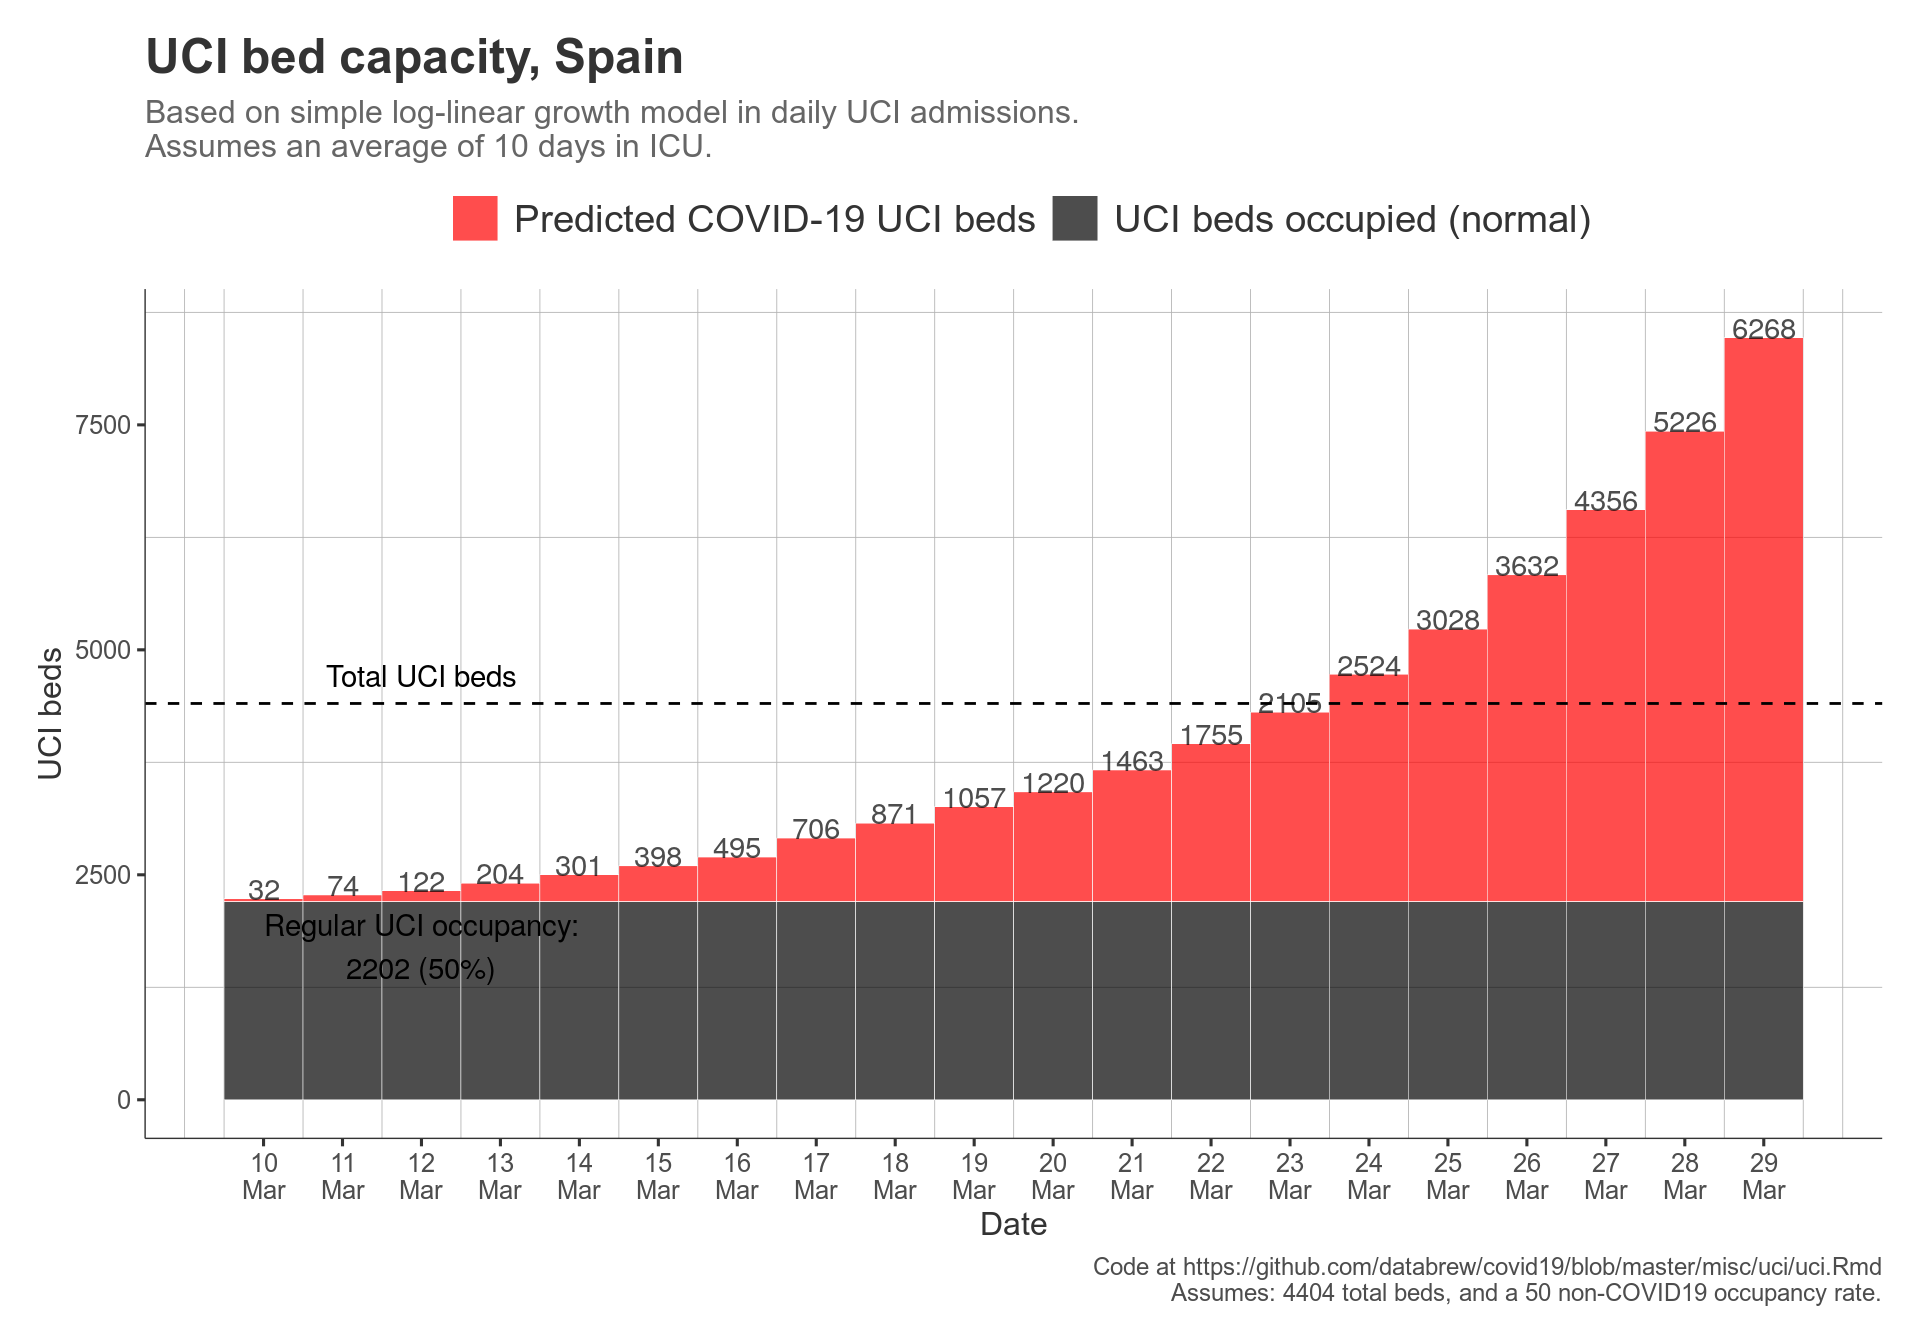 UCI bed capacity, Spain
Based on simple log-linear growth model in daily UCI admissions.
Assumes an average of 10 days in ICU.
Predicted COVID-19 UCI beds
UCI beds occupied (normal)
UCI beds
7500
5000
2500
0
Total UCI beds
Regular UCI occupancy:
2202 (50%)
32
74
122
204
301
398
495
706
871
1057
1220
1463
1755
2105
2524
3028
3632
4356
5226
6268
10 Mar
11 Mar
12 Mar
13 Mar
14 Mar
15 Mar
16 Mar
17 Mar
18 Mar
19 Mar
20 Mar
21 Mar
22 Mar
23 Mar
24 Mar
25 Mar
26 Mar
27 Mar
28 Mar
29 Mar
Date
Code at https://github.com/databrew/covid19/blob/master/misc/uci/uci.Rmd
Assumes: 4404 total beds, and a 50 non-COVID19 occupancy rate.